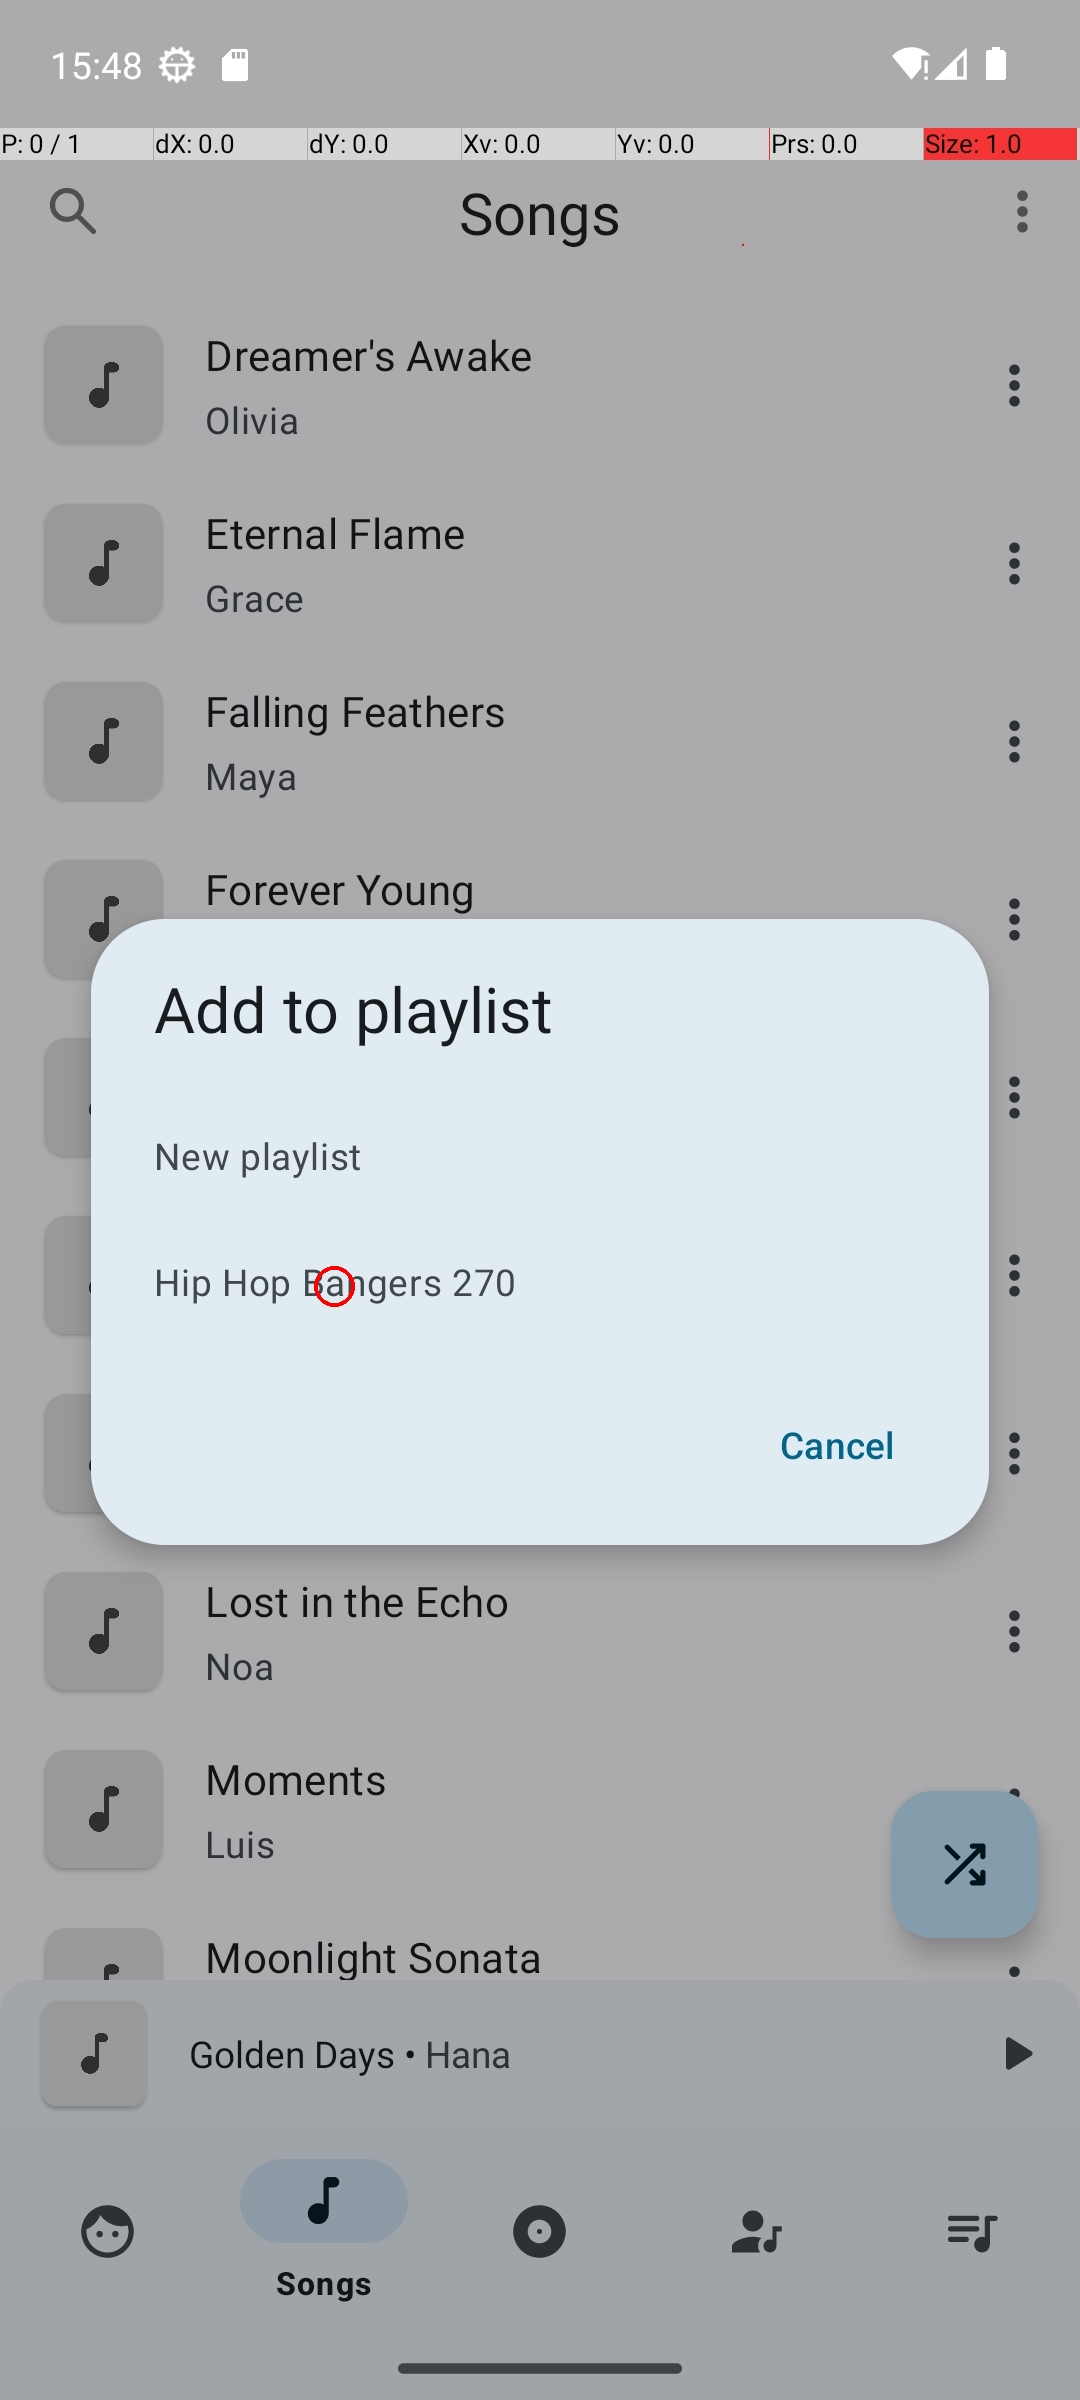 15:48
P: 0 / 1 dX: 0.0 dY: 0.0 Xv: 0.0 Yv: 0.0 Prs: 0.0 Size: 1.0
Songs
Dreamer's Awake
Olivia
Eternal Flame
Grace
Falling Feathers
Maya
Forever Young
Add to playlist
New playlist
Hip Hop Bangers 270
Cancel
Lost in the Echo
Noa
Moments
Luis
Moonlight Sonata
Golden Days • Hana
Songs